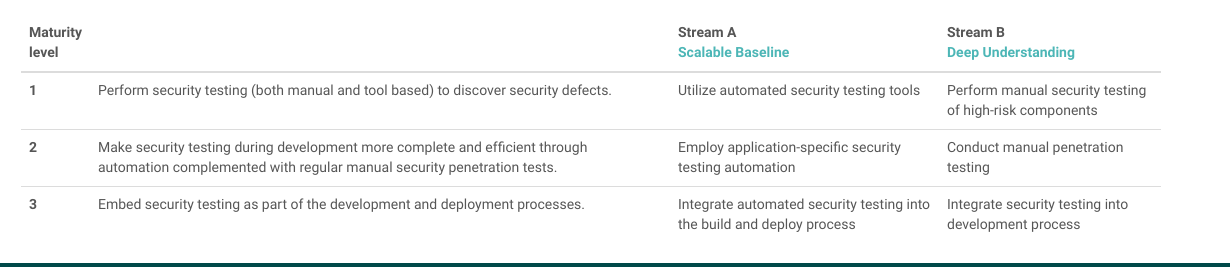 Maturity level
Stream A
Scalable Baseline
Stream B
Deep Understanding
1
Perform security testing (both manual and tool based) to discover security defects.
Utilize automated security testing tools
Perform manual security testing
of high-risk components
2
Make security testing during development more complete and efficient through
automation complemented with regular manual security penetration tests.
Employ application-specific security
testing automation
Conduct manual penetration
testing
3
Embed security testing as part of the development and deployment processes.
Integrate automated security testing into
the build and deploy process
Integrate security testing into
development process